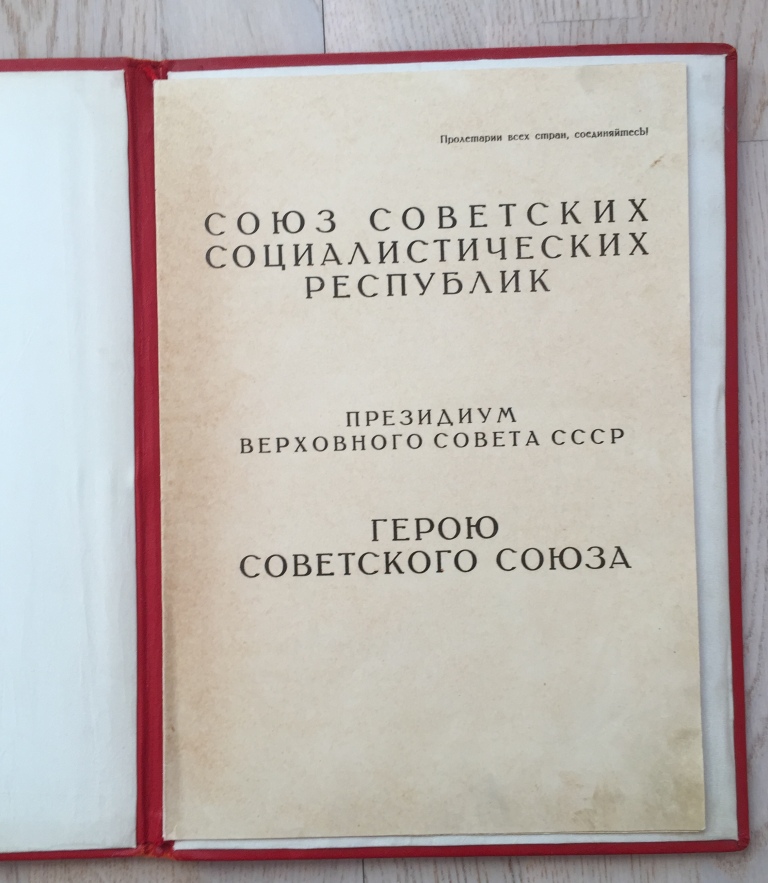 Пролетарии всех стран, соединяйтесь!
СОЮЗ СОВЕТСКИХ
СОЦИАЛИСТИЧЕСКИХ
РЕСПУБЛИК
ПРЕЗИДИУМ
ВЕРХОВНОГО СОВЕТА СССР
ГЕРОЮ
СОВЕТСКОГО СОЮЗА